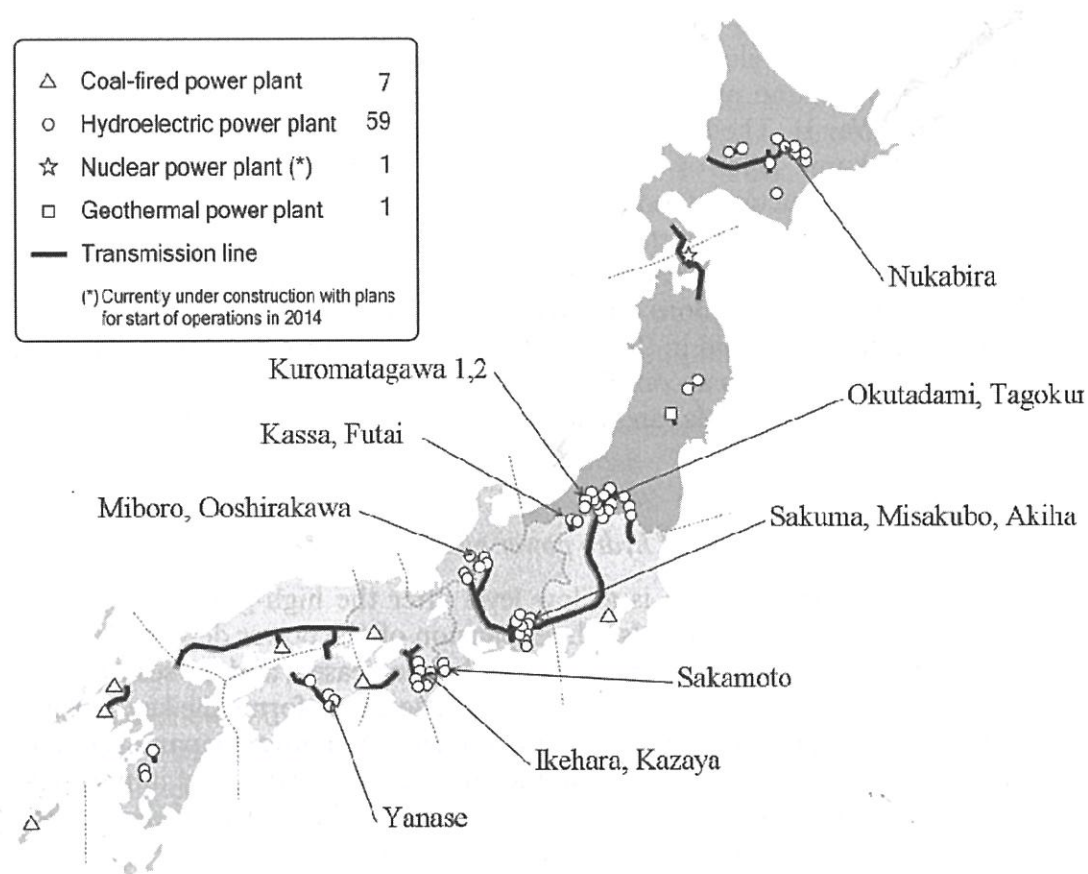 Coal-fired power plant 7
Hydroelectric power plant 59
Nuclear power plant (*) 1
Geothermal power plant 1
Transmission line
(*) Currently under construction with plans
for start of operations in 2014
Nukabira
Kuromatagawa 1,2
Okutadami, Tagokur
Kassa, Futai
Miboro, Ooshirakawa
Sakuma, Misakubo, Akiha
Sakamoto
Ikehara, Kazaya
Yanase